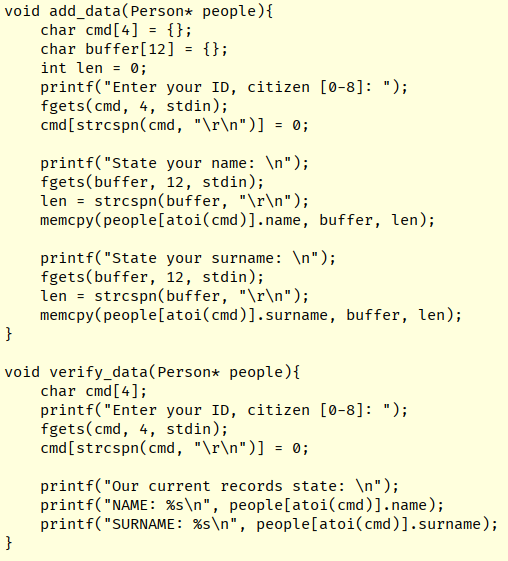 void add_data(Person* people){
    char cmd[4] = {};
    char buffer[12] = {};
    int len = 0;
    printf("Enter your ID, citizen [0-8]: ");
    fgets(cmd, 4, stdin);
    cmd[strcspn(cmd, "\r\n")] = 0;

    printf("State your name: \n");
    fgets(buffer, 12, stdin);
    len = strcspn(buffer, "\r\n");
    memcpy(people[atoi(cmd)].name, buffer, len);

    printf("State your surname: \n");
    fgets(buffer, 12, stdin);
    len = strcspn(buffer, "\r\n");
    memcpy(people[atoi(cmd)].surname, buffer, len);
}

void verify_data(Person* people){
    char cmd[4];
    printf("Enter your ID, citizen [0-8]: ");
    fgets(cmd, 4, stdin);
    cmd[strcspn(cmd, "\r\n")] = 0;

    printf("Our current records state: \n");
    printf("NAME: %s\n", people[atoi(cmd)].name);
    printf("SURNAME: %s\n", people[atoi(cmd)].surname);
}